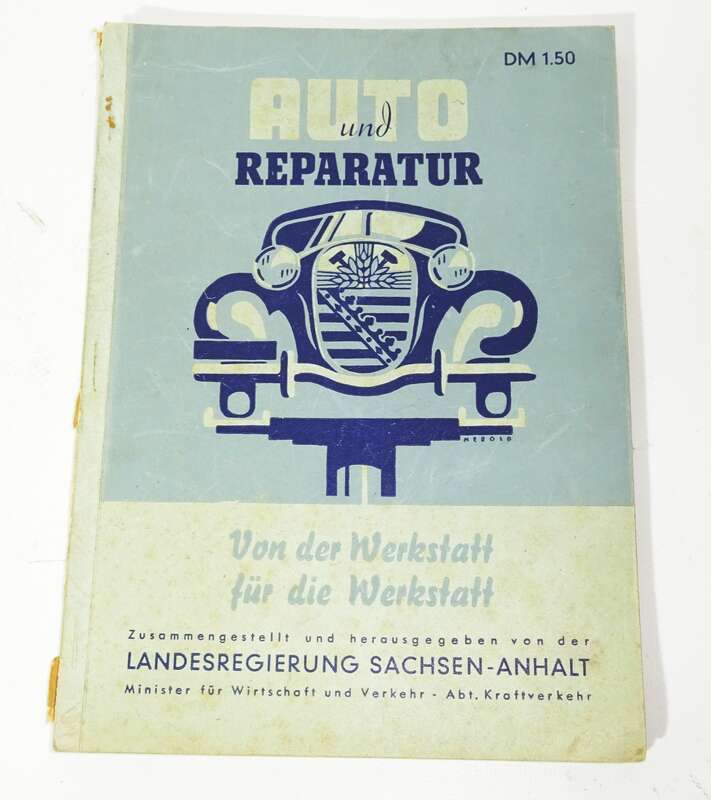 DM 1.50
AUTO
und
REPARATUR
HEROLD
Von der Werkstatt
für die Werkstatt
Zusammengestellt und herausgegeben von der
LANDESREGIERUNG SACHSEN-ANHALT
Minister für Wirtschaft und Verkehr - Abt. Kraftverkehr